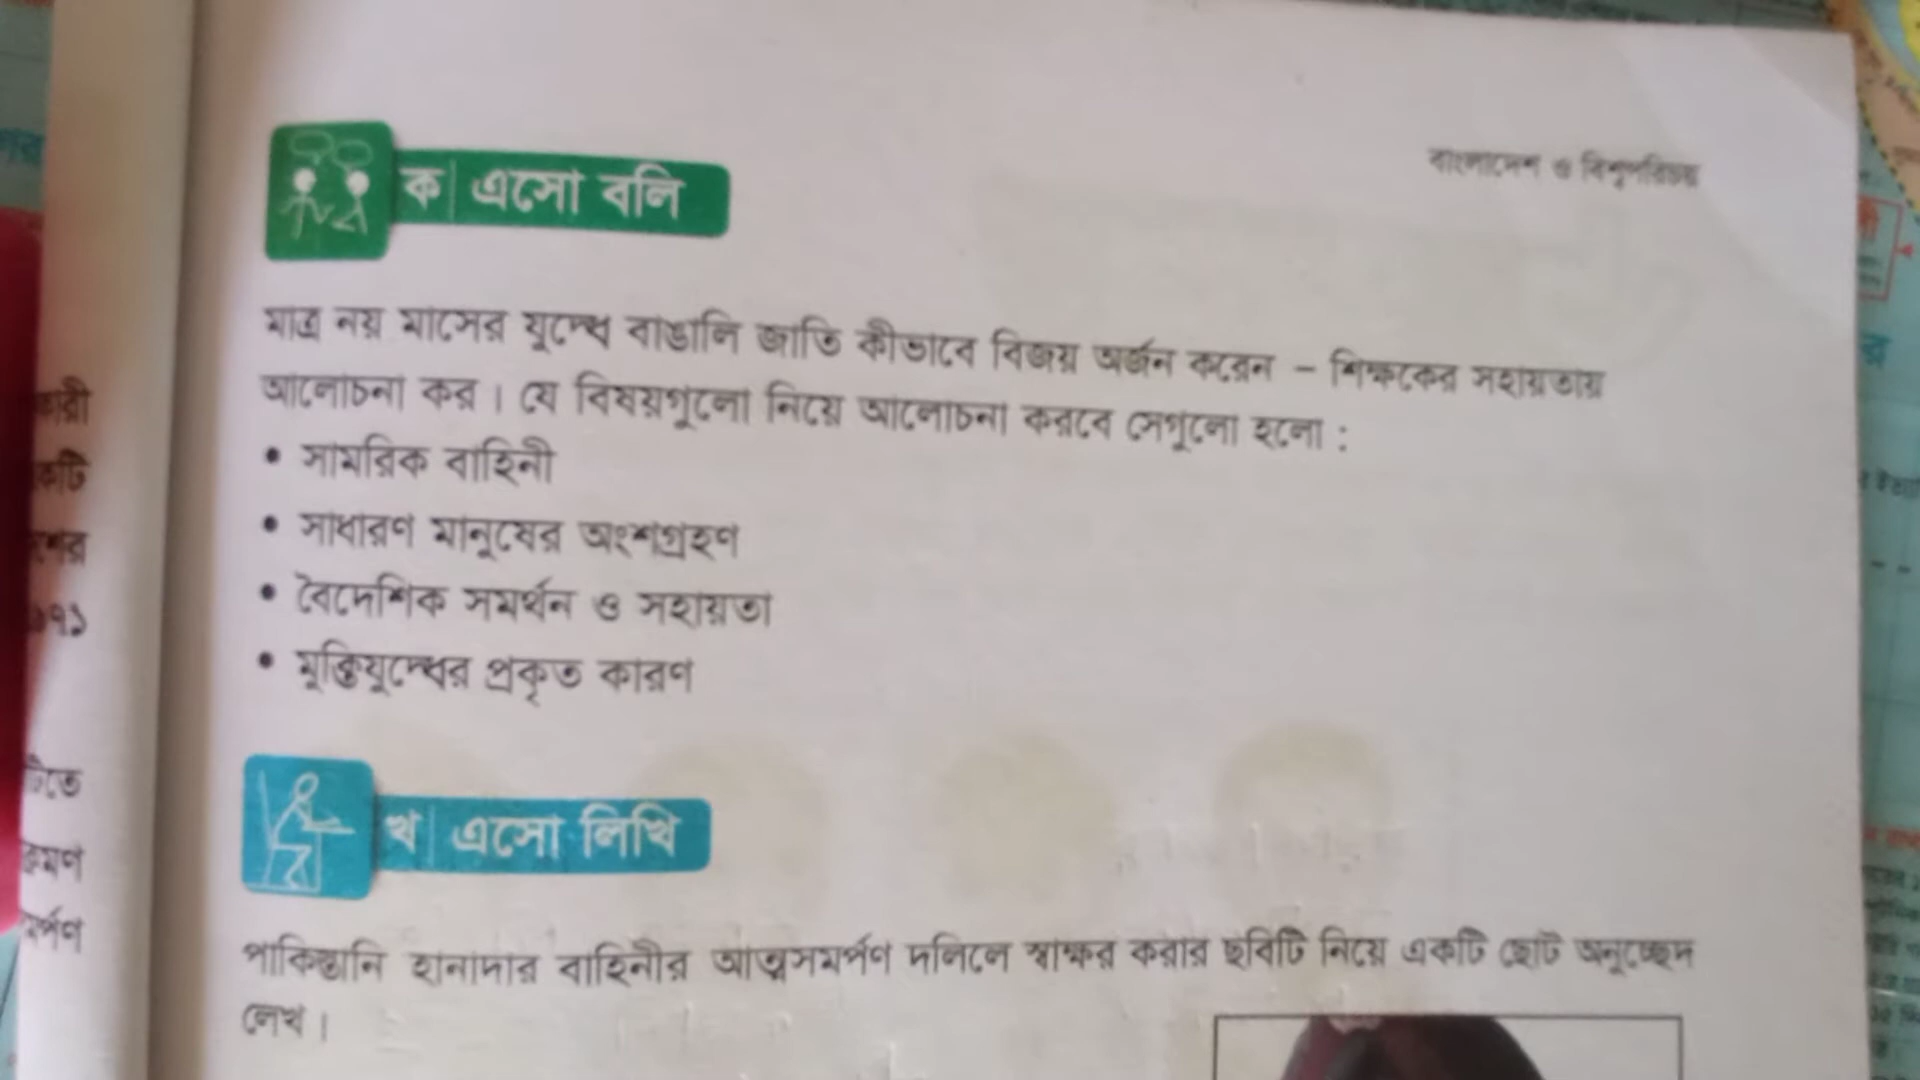 বাংলাদেশ ও বিশ্বপরিচয়
ক এসো বলি
মাত্র নয় মাসের যুদ্ধে বাঙালি জাতি কীভাবে বিজয় অর্জন করেন – শিক্ষকের সহায়তায়
আলোচনা কর। যে বিষয়গুলো নিয়ে আলোচনা করবে সেগুলো হলো :
• সামরিক বাহিনী
• সাধারণ মানুষের অংশগ্রহণ
• বৈদেশিক সমর্থন ও সহায়তা
• মুক্তিযুদ্ধের প্রকৃত কারণ
খ এসো লিখি
পাকিস্তানি হানাদার বাহিনীর আত্মসমর্পণ দলিলে স্বাক্ষর করার ছবিটি নিয়ে একটি ছোট অনুচ্ছেদ
লেখ।